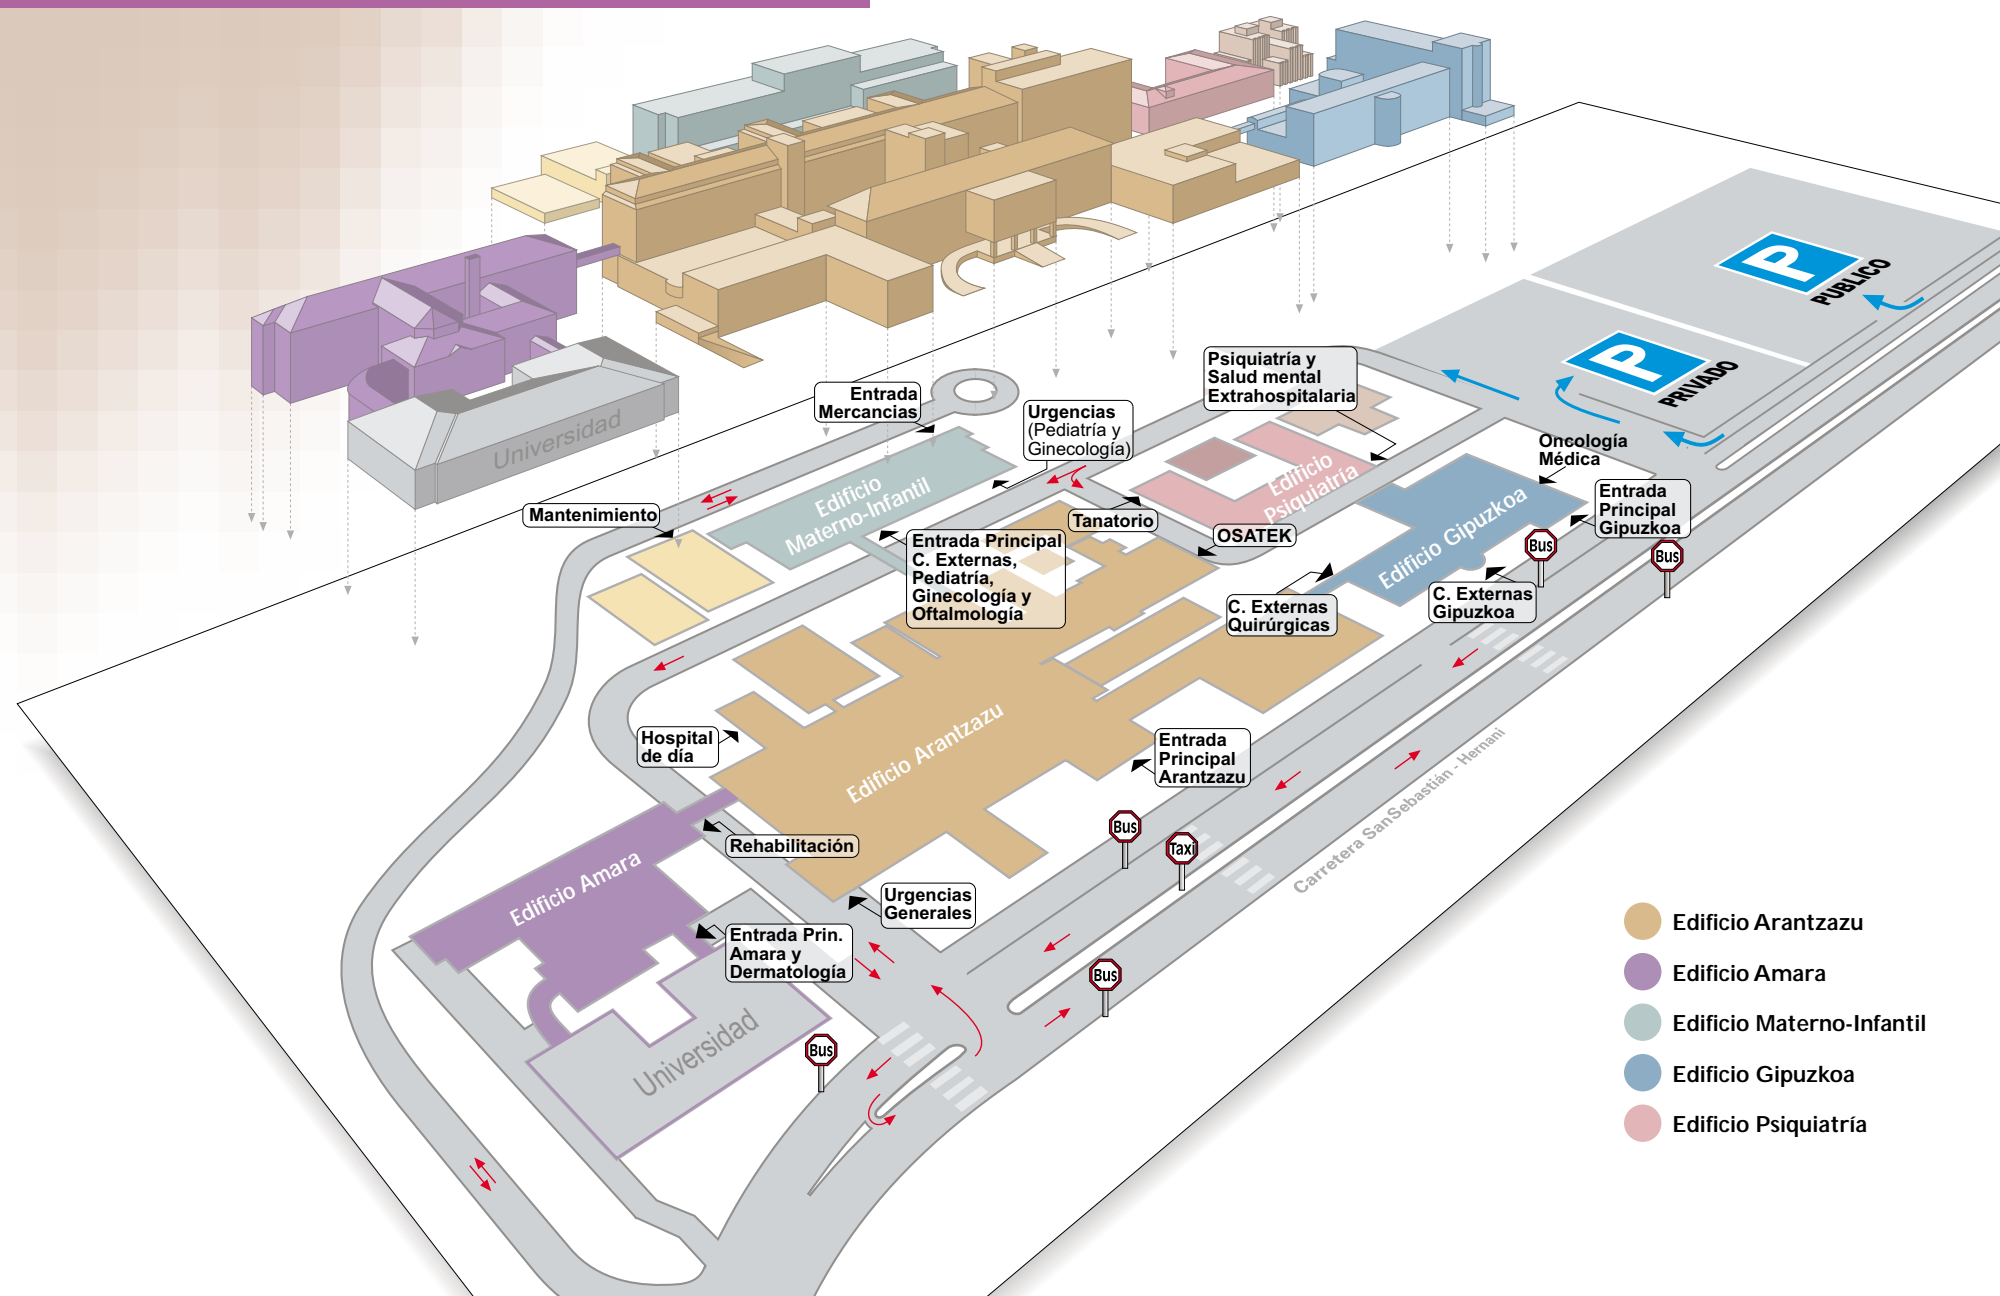 PUBLICO
P
PRIVADO
P
Universidad
Entrada
Mercancias
Urgencias
(Pediatría y
Ginecología)
Psiquiatría y
Salud mental
Extrahospitalaria
Oncología
Médica
Entrada
Principal
Gipuzkoa
Mantenimiento
Edificio
Materno-Infantil
Edificio
Psiquiatría
Tanatorio
OSATEK
Edificio Gipuzkoa
Bus
Bus
Entrada Principal
C. Externas,
Pediatría,
Ginecología y
Oftalmología
C. Externas
Quirúrgicas
C. Externas
Gipuzkoa
Hospital
de día
Edificio Arantzazu
Entrada
Principal
Arantzazu
Carretera SanSebastián - Hernani
Bus
Taxi
Rehabilitación
Edificio Amara
Urgencias
Generales
Entrada Prin.
Amara y
Dermatología
Bus
Bus
Universidad
Edificio Arantzazu
Edificio Amara
Edificio Materno-Infantil
Edificio Gipuzkoa
Edificio Psiquiatría